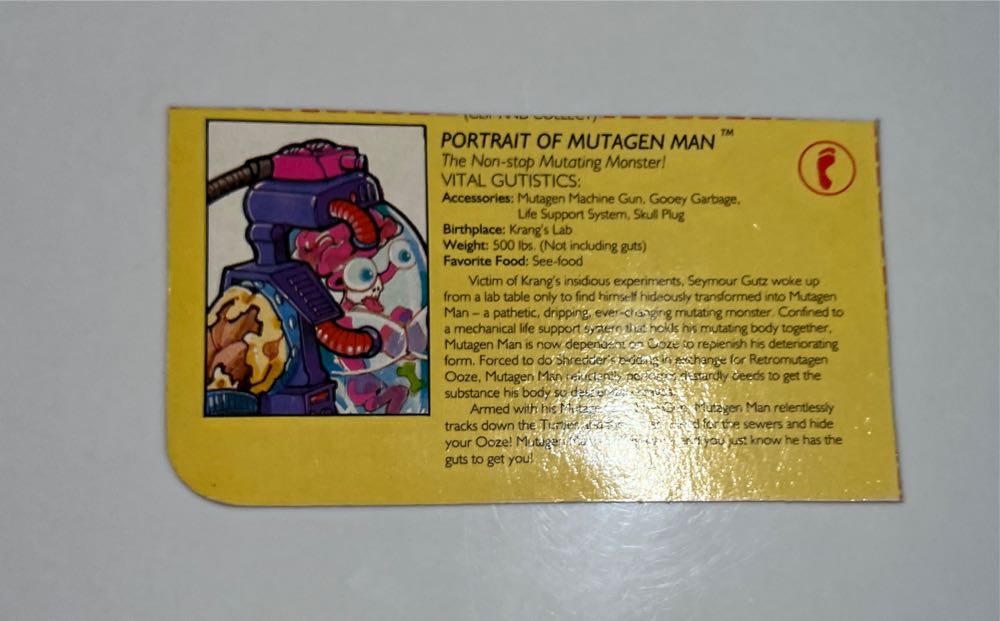 (CLIP AND COLLECT)
PORTRAIT OF MUTAGEN MAN™
The Non-stop Mutating Monster!
VITAL GUTISTICS:
Accessories: Mutagen Machine Gun, Gooey Garbage,
Life Support System, Skull Plug
Birthplace: Krang's Lab
Weight: 500 lbs. (Not including guts)
Favorite Food: See-food
Victim of Krang's insidious experiments, Seymour Gutz woke up
from a lab table only to find himself hideously transformed into Mutagen
Man – a pathetic, dripping, ever-changing mutating monster. Confined to
a mechanical life support system that holds his mutating body together,
Mutagen Man is now dependent on Ooze to replenish his deteriorating
form. Forced to do Shredder's bidding in exchange for Retromutagen
Ooze, Mutagen Man reluctantly dastardly deeds to get the
substance his body so
Armed with his Mutagen Mutagen Man relentlessly
tracks down the Turtles for the sewers and hide
your Ooze! Mutagen and you just know he has the
guts to get you!